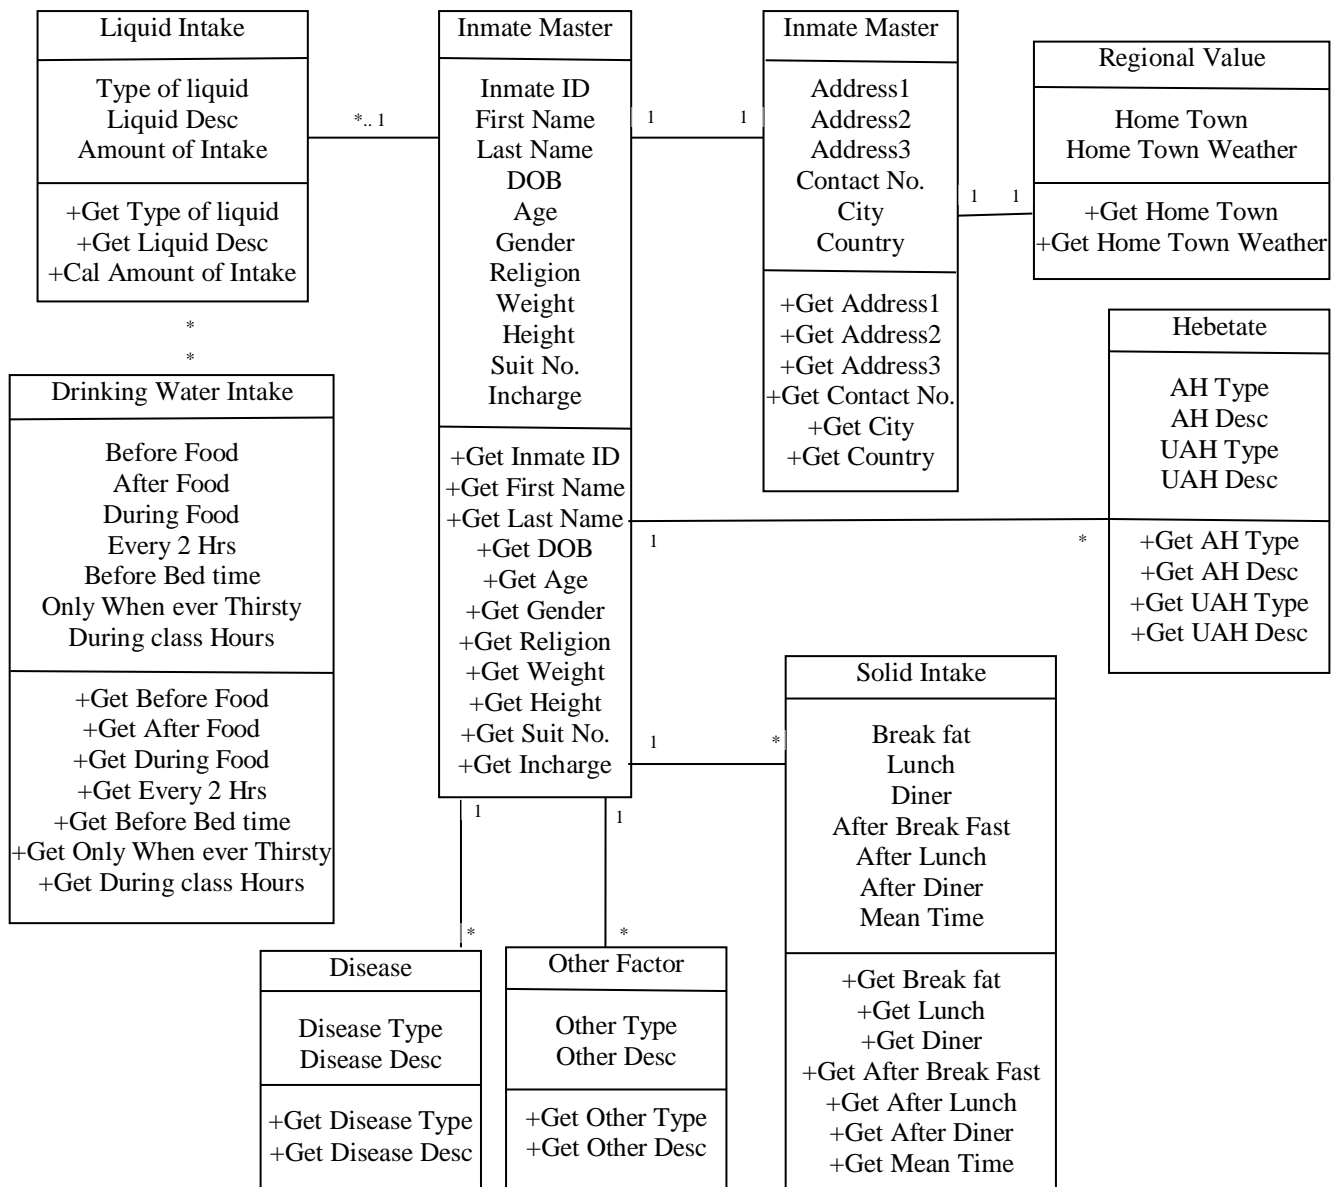 Liquid Intake
Type of liquid
Liquid Desc
Amount of Intake
+Get Type of liquid
+Get Liquid Desc
+Cal Amount of Intake
*.. 1
*
*
Drinking Water Intake
Before Food
After Food
During Food
Every 2 Hrs
Before Bed time
Only When ever Thirsty
During class Hours
+Get Before Food
+Get After Food
+Get During Food
+Get Every 2 Hrs
+Get Before Bed time
+Get Only When ever Thirsty
+Get During class Hours
Inmate Master
Inmate ID
First Name
Last Name
DOB
Age
Gender
Religion
Weight
Height
Suit No.
Incharge
+Get Inmate ID
+Get First Name
+Get Last Name
+Get DOB
+Get Age
+Get Gender
+Get Religion
+Get Weight
+Get Height
+Get Suit No.
+Get Incharge
1 1
Inmate Master
Address1
Address2
Address3
Contact No.
City
Country
+Get Address1
+Get Address2
+Get Address3
+Get Contact No.
+Get City
+Get Country
1 1
Regional Value
Home Town
Home Town Weather
+Get Home Town
+Get Home Town Weather
1 *
Hebetate
AH Type
AH Desc
UAH Type
UAH Desc
+Get AH Type
+Get AH Desc
+Get UAH Type
+Get UAH Desc
1 *
Solid Intake
Break fat
Lunch
Diner
After Break Fast
After Lunch
After Diner
Mean Time
+Get Break fat
+Get Lunch
+Get Diner
+Get After Break Fast
+Get After Lunch
+Get After Diner
+Get Mean Time
1
*
Disease
Disease Type
Disease Desc
+Get Disease Type
+Get Disease Desc
1
*
Other Factor
Other Type
Other Desc
+Get Other Type
+Get Other Desc